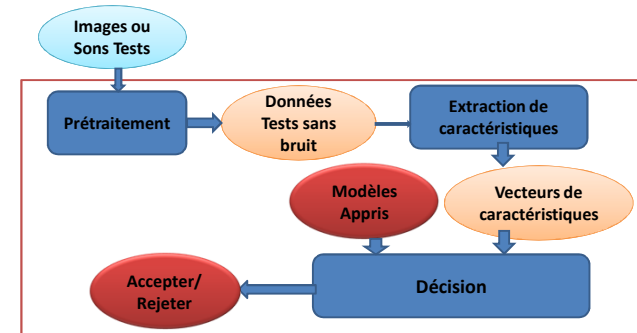 Images ou
Sons Tests
Prétraitement
Données
Tests sans
bruit
Extraction de
caractéristiques
Modèles
Appris
Vecteurs de
caractéristiques
Accepter/
Rejeter
Décision